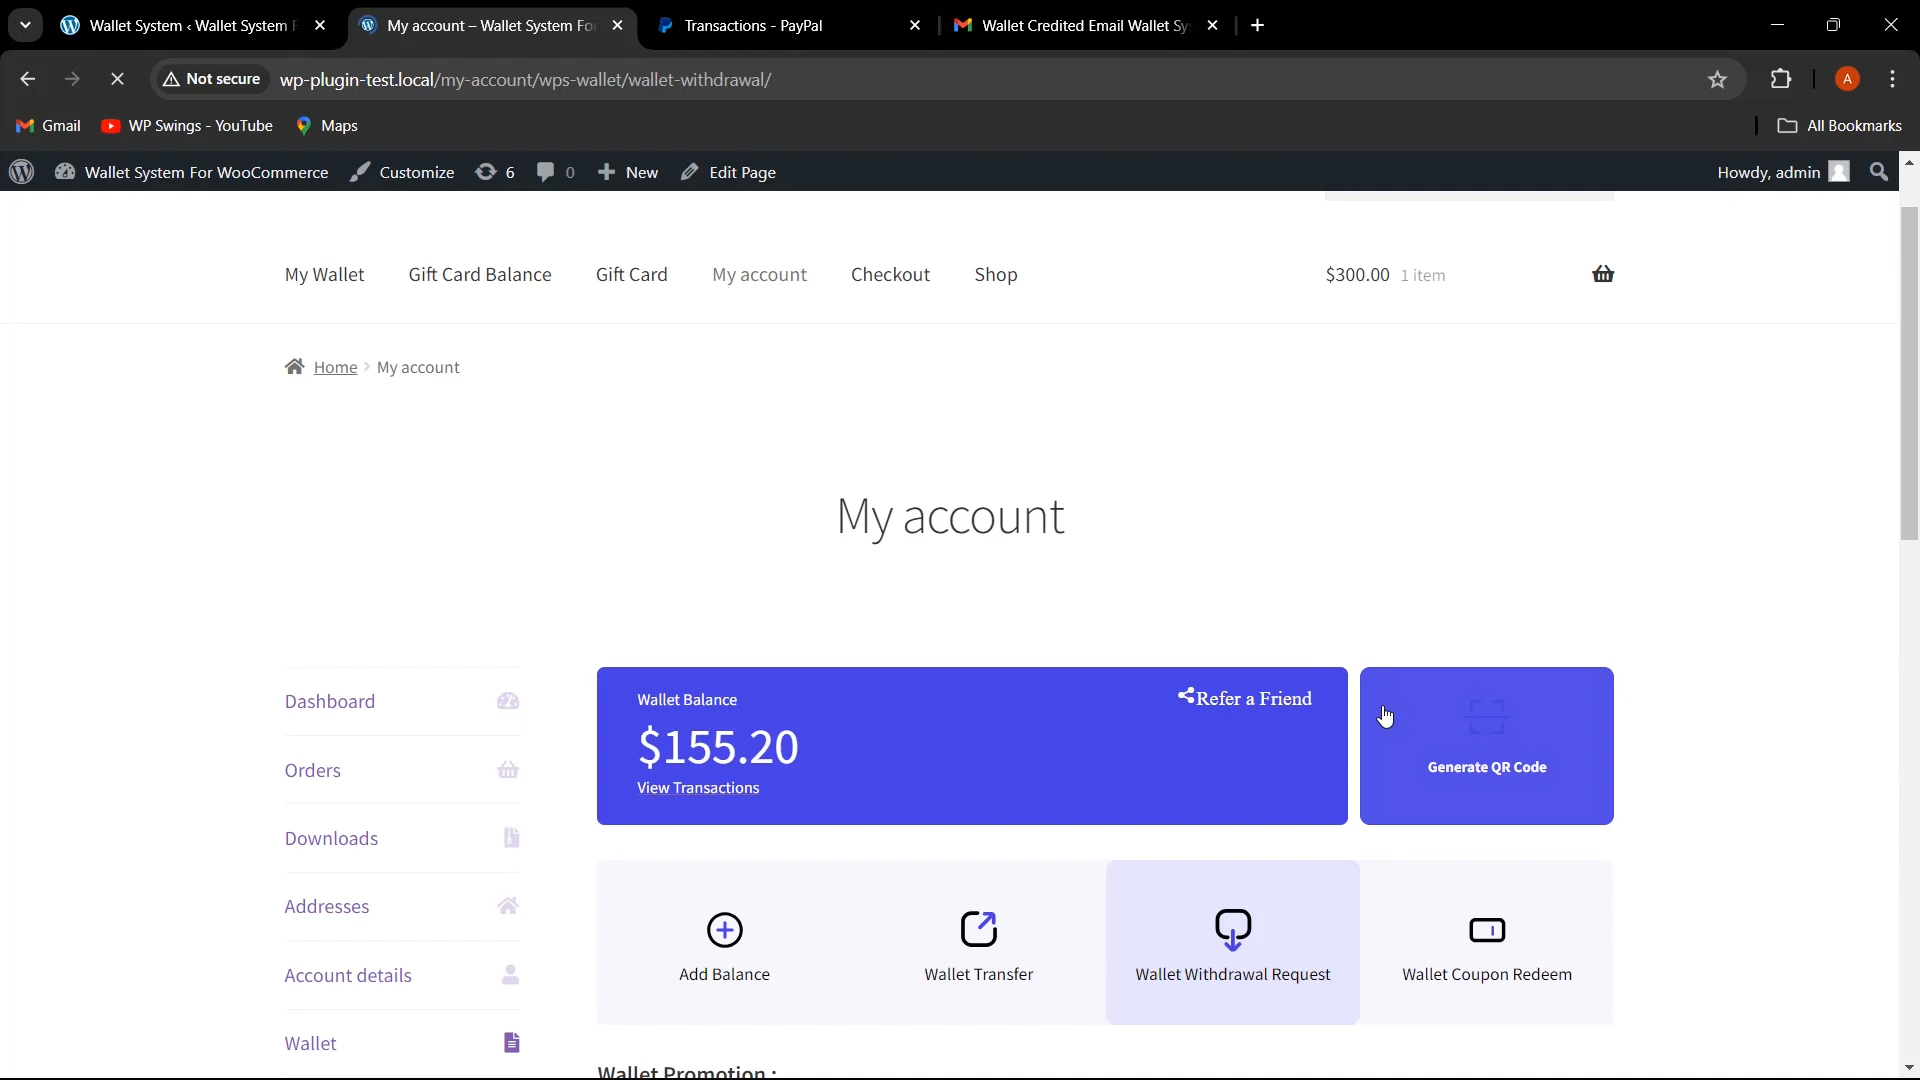 Wallet System ‹ Wallet System F
My account – Wallet System Fo
Transactions - PayPal
Wallet Credited Email Wallet Sy
Not secure
wp-plugin-test.local/my-account/wps-wallet/wallet-withdrawal/
A
Gmail
WP Swings - YouTube
Maps
All Bookmarks
Wallet System For WooCommerce
Customize
6
0
New
Edit Page
Howdy, admin
My Wallet
Gift Card Balance
Gift Card
My account
Checkout
Shop
$300.00 1 item
Home
My account
My account
Dashboard
Orders
Downloads
Addresses
Account details
Wallet
Wallet Balance
Refer a Friend
$155.20
View Transactions
Generate QR Code
Add Balance
Wallet Transfer
Wallet Withdrawal Request
Wallet Coupon Redeem
Wallet Promotion :